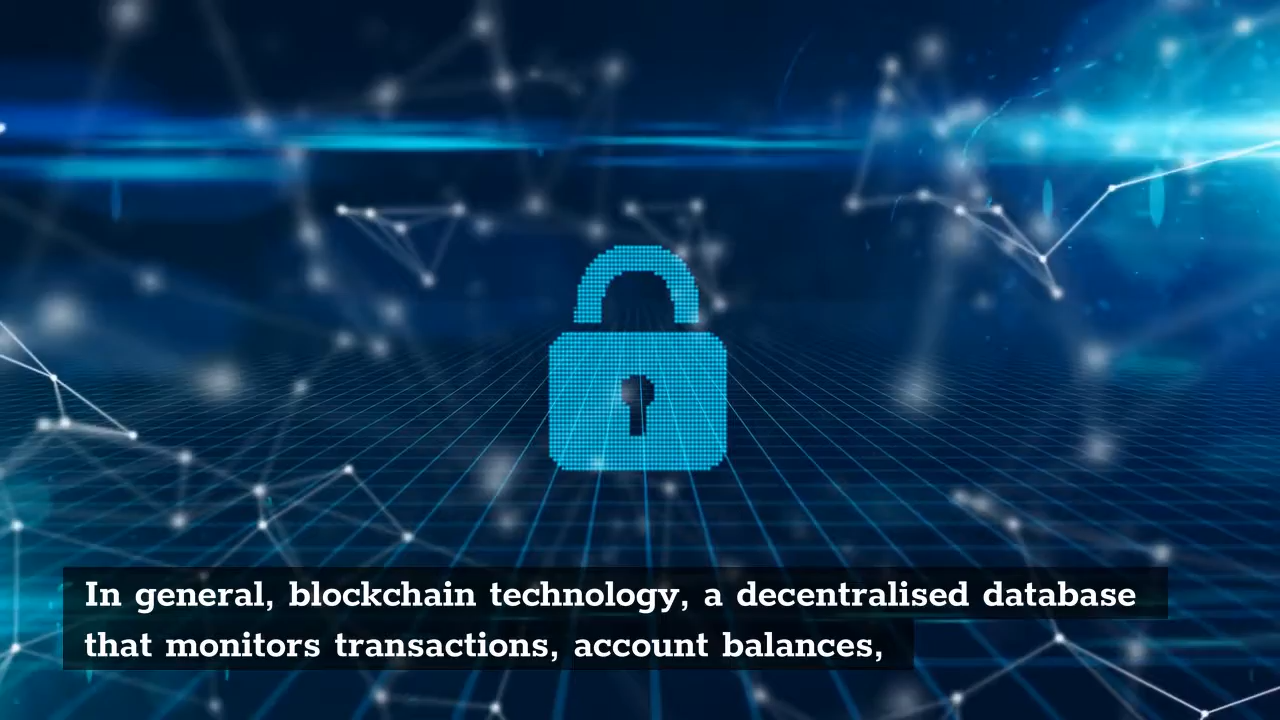 In general, blockchain technology, a decentralised database
that monitors transactions, account balances,